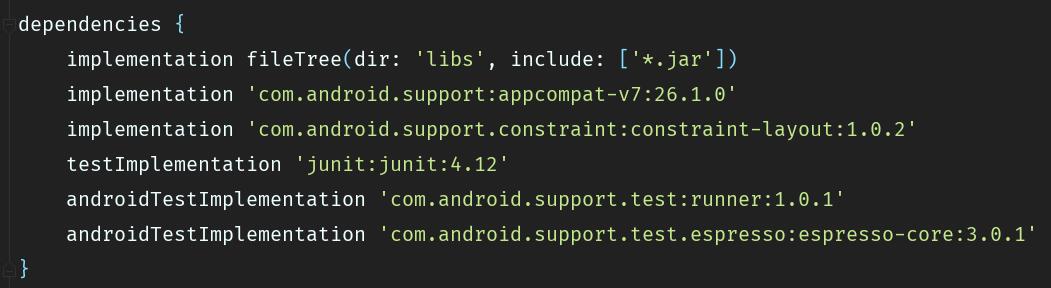 dependencies {
    implementation fileTree(dir: 'libs', include: ['*.jar'])
    implementation 'com.android.support:appcompat-v7:26.1.0'
    implementation 'com.android.support.constraint:constraint-layout:1.0.2'
    testImplementation 'junit:junit:4.12'
    androidTestImplementation 'com.android.support.test:runner:1.0.1'
    androidTestImplementation 'com.android.support.test.espresso:espresso-core:3.0.1'
}